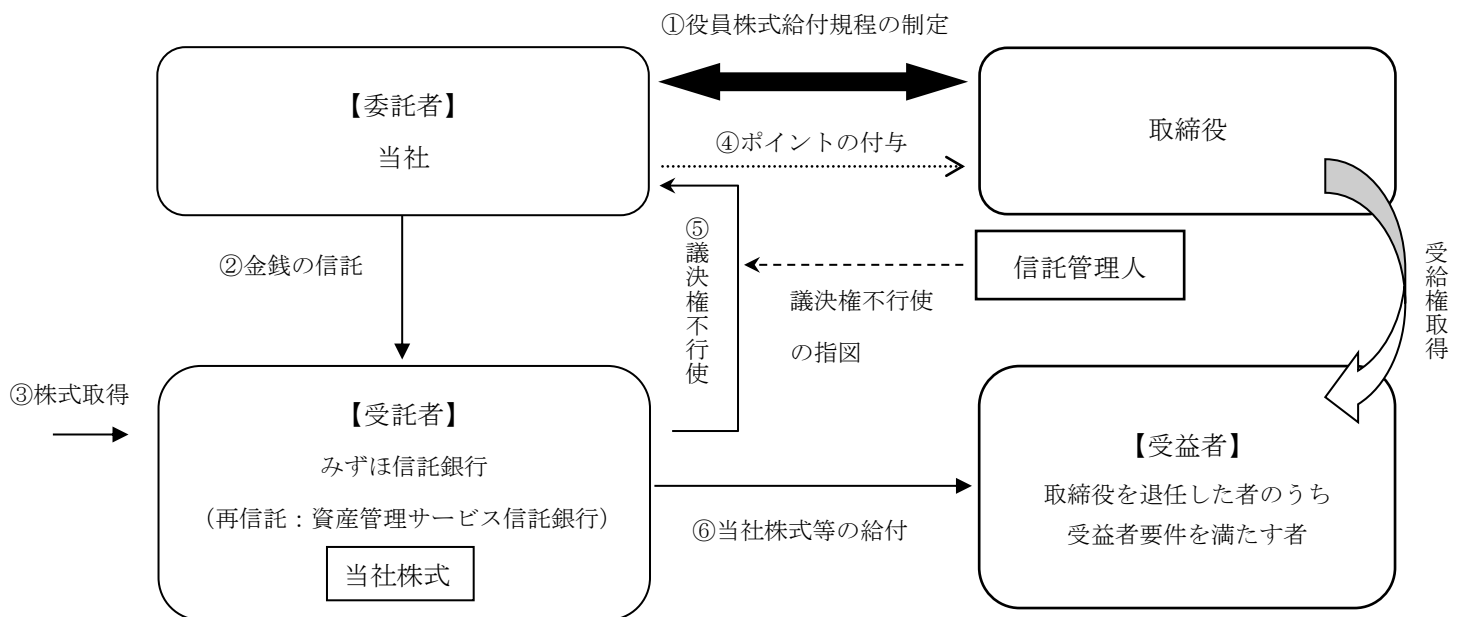 ①役員株式給付規程の制定
【委託者】
当社
取締役
④ポイントの付与
②金銭の信託
⑤議決権不行使
信託管理人
議決権不行使
の指図
受給権取得
③株式取得
【受託者】
みずほ信託銀行
（再信託：資産管理サービス信託銀行）
当社株式
⑥当社株式等の給付
【受益者】
取締役を退任した者のうち
受益者要件を満たす者